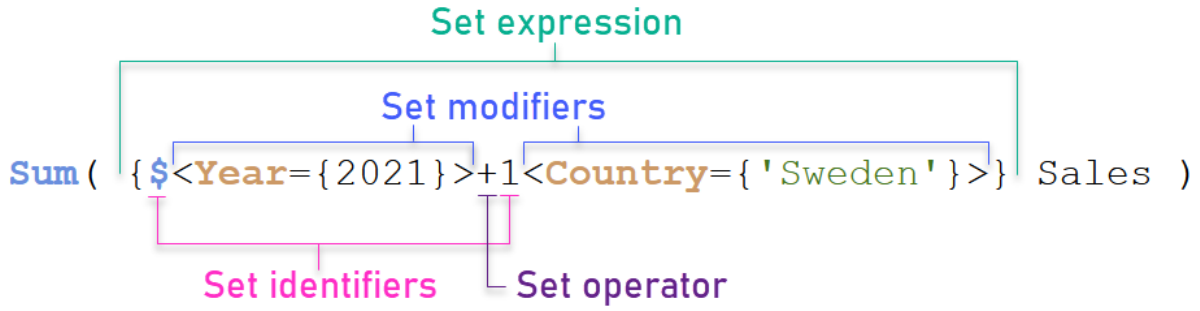 Set expression
Set modifiers
Sum( {$<Year={2021}>+1<Country={'Sweden'}>} Sales )
Set identifiers
Set operator